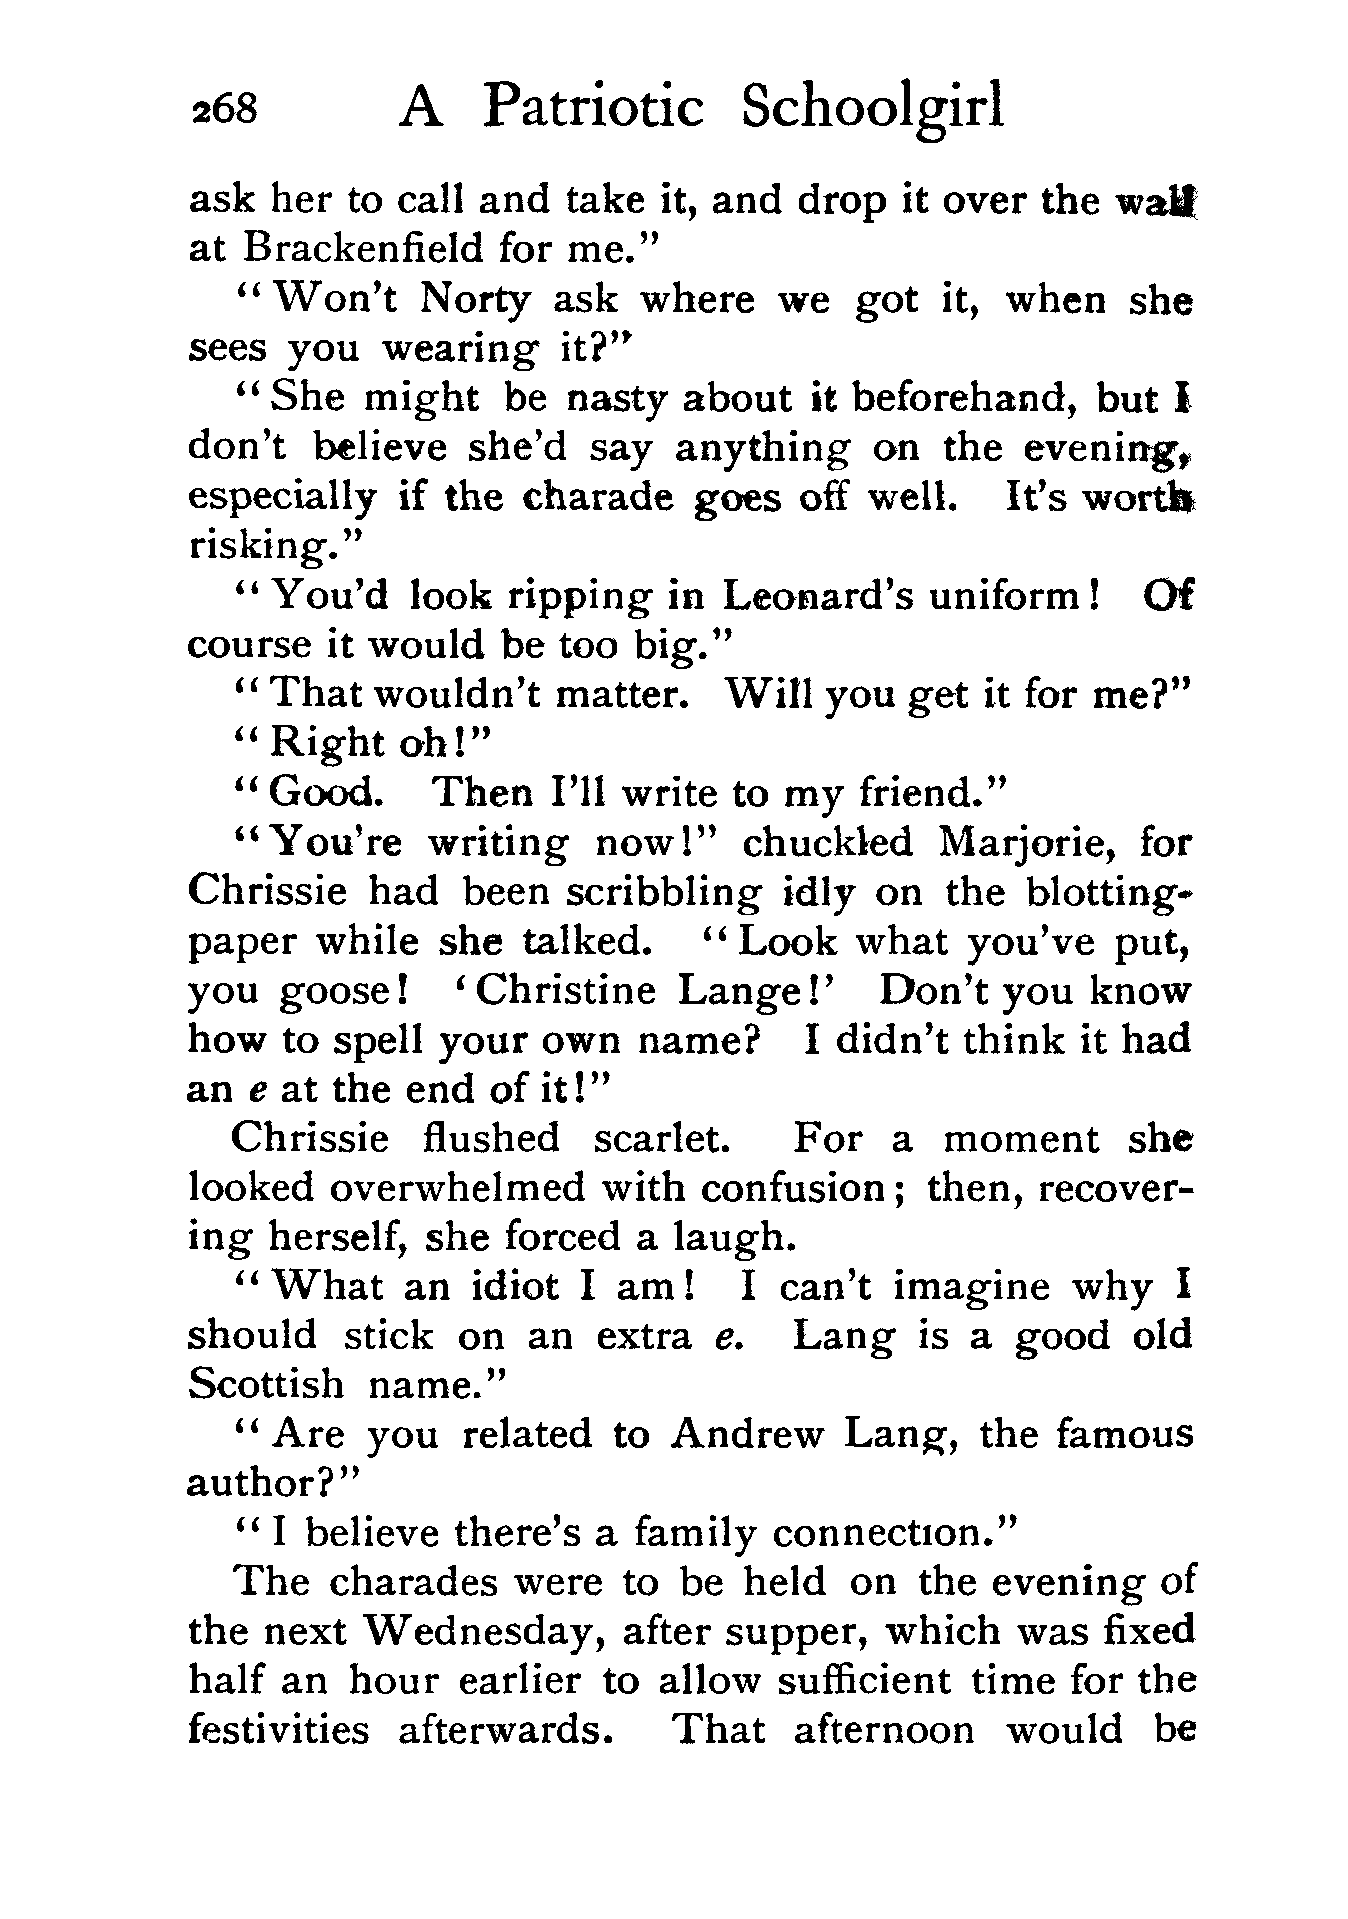 268 A Patriotic Schoolgirl
ask her to call and take it, and drop it over the wall
at Brackenfield for me."
"Won't Norty ask where we got it, when she
sees you wearing it?"
"She might be nasty about it beforehand, but I
don't believe she'd say anything on the evening,
especially if the charade goes off well. It's worth
risking."
"You'd look ripping in Leonard's uniform! Of
course it would be too big."
"That wouldn't matter. Will you get it for me?"
"Right oh!"
"Good. Then I'll write to my friend."
"You're writing now!" chuckled Marjorie, for
Chrissie had been scribbling idly on the blotting-
paper while she talked. "Look what you've put,
you goose! 'Christine Lange!' Don't you know
how to spell your own name? I didn't think it had
an e at the end of it!"
Chrissie flushed scarlet. For a moment she
looked overwhelmed with confusion; then, recover-
ing herself, she forced a laugh.
"What an idiot I am! I can't imagine why I
should stick on an extra e. Lang is a good old
Scottish name."
"Are you related to Andrew Lang, the famous
author?"
"I believe there's a family connection."
The charades were to be held on the evening of
the next Wednesday, after supper, which was fixed
half an hour earlier to allow sufficient time for the
festivities afterwards. That afternoon would be